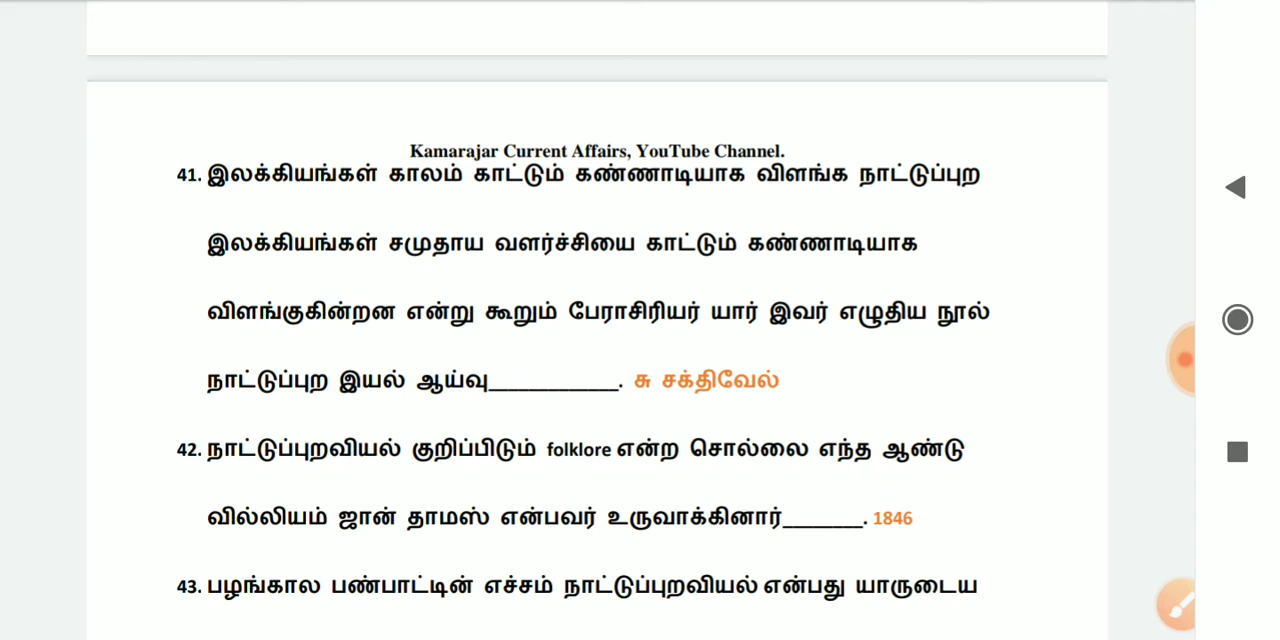 Kamarajar Current Affairs, YouTube Channel.
41. இலக்கியங்கள் காலம் காட்டும் கண்ணாடியாக விளங்க நாட்டுப்புற
இலக்கியங்கள் சமுதாய வளர்ச்சியை காட்டும் கண்ணாடியாக
விளங்குகின்றன என்று கூறும் பேராசிரியர் யார் இவர் எழுதிய நூல்
நாட்டுப்புற இயல் ஆய்வு_____________. சு சக்திவேல்
42. நாட்டுப்புறவியல் குறிப்பிடும் folklore என்ற சொல்லை எந்த ஆண்டு
வில்லியம் ஜான் தாமஸ் என்பவர் உருவாக்கினார்________. 1846
43. பழங்கால பண்பாட்டின் எச்சம் நாட்டுப்புறவியல் என்பது யாருடைய